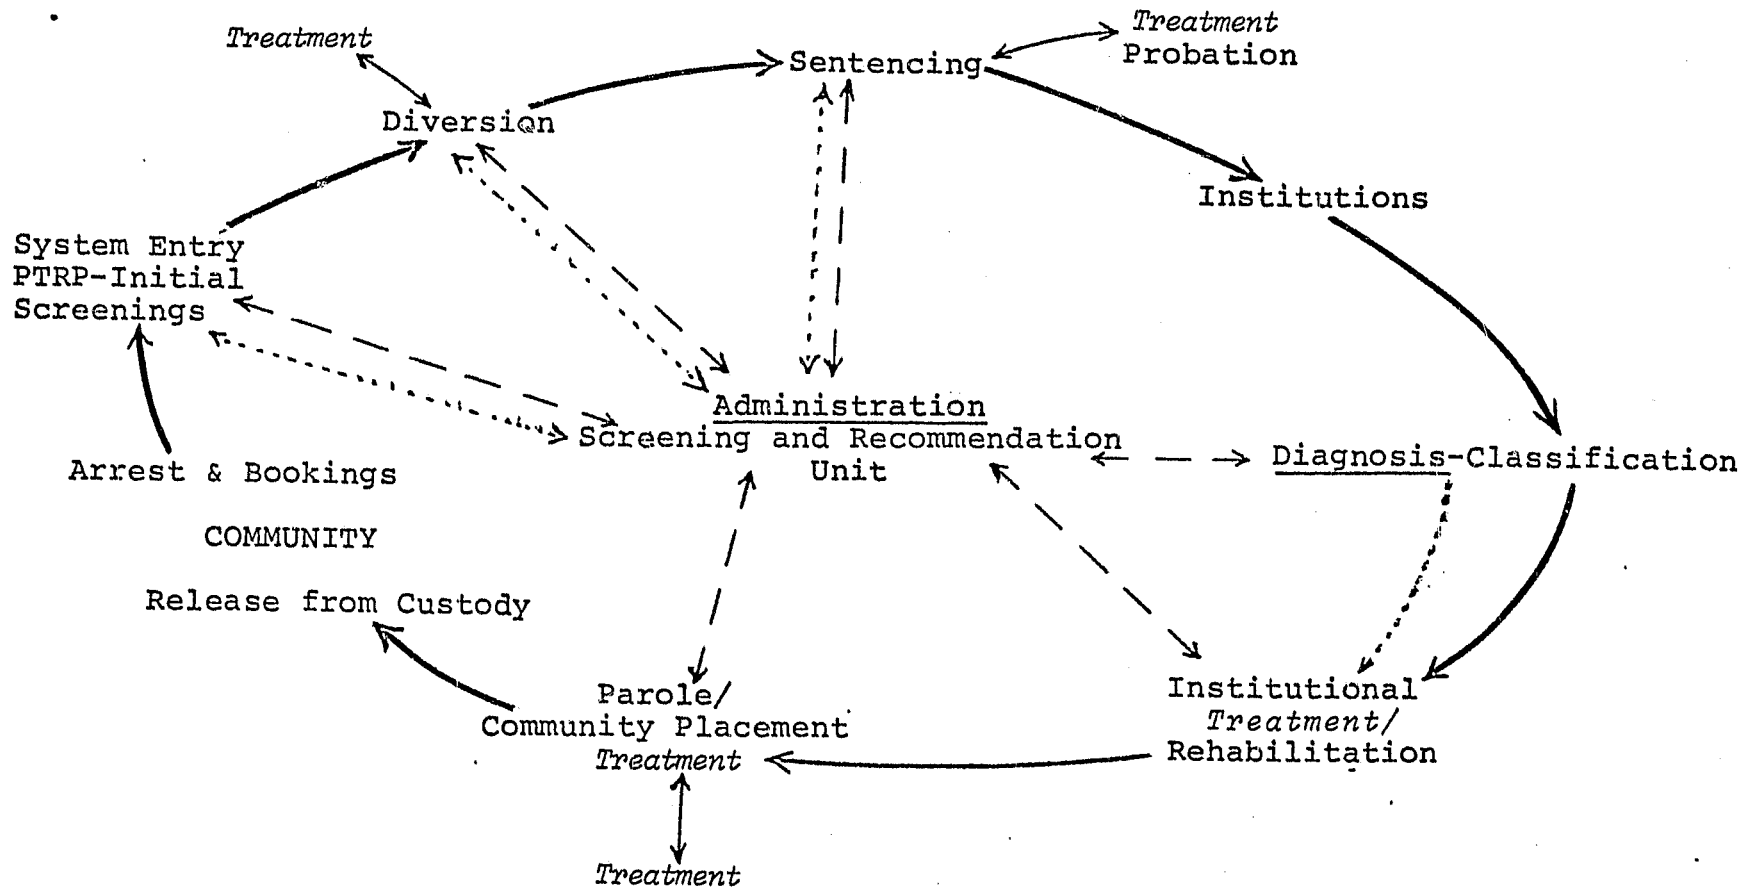 Treatment
Treatment
Probation
Sentencing
Diversion
Institutions
System Entry
PTRP-Initial
Screenings
Administration
Screening and Recommendation
Unit
Diagnosis-Classification
Arrest & Bookings
COMMUNITY
Release from Custody
Parole/
Community Placement
Treatment
Institutional
Treatment/
Rehabilitation
Treatment